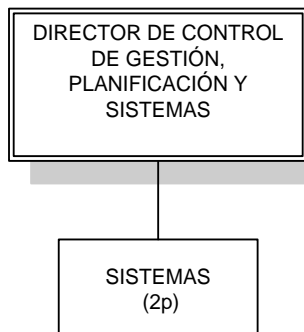 DIRECTOR DE CONTROL
DE GESTIÓN,
PLANIFICACIÓN Y
SISTEMAS
SISTEMAS
(2p)